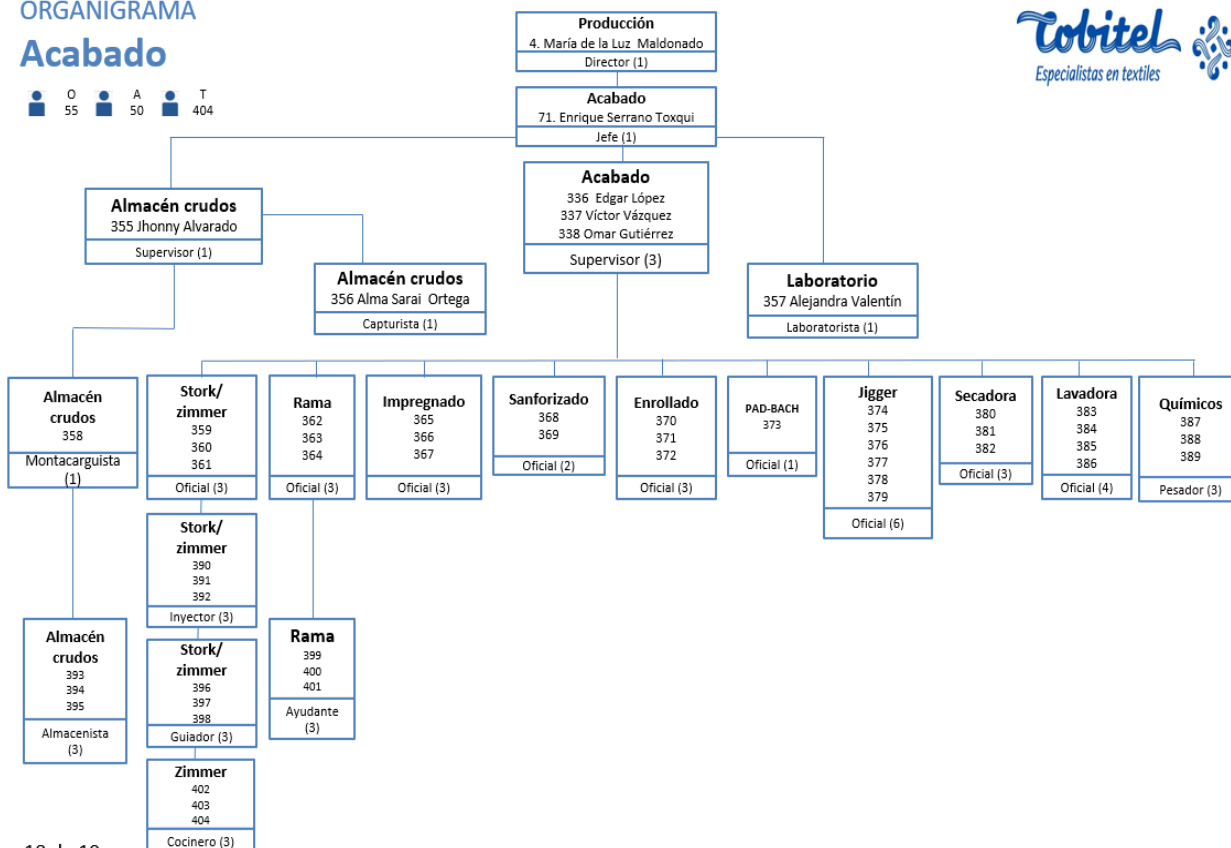 ORGANIGRAMA
Acabado
O
55
A
50
T
404
Tobitel
Especialistas en textiles
Producción
4. María de la Luz Maldonado
Director (1)
Acabado
71. Enrique Serrano Toxqui
Jefe (1)
Almacén crudos
355 Jhonny Alvarado
Supervisor (1)
Acabado
336 Edgar López
337 Víctor Vázquez
338 Omar Gutiérrez
Supervisor (3)
Almacén crudos
356 Alma Sarai Ortega
Capturista (1)
Laboratorio
357 Alejandra Valentín
Laboratorista (1)
Almacén
crudos
358
Montacarguista
(1)
Stork/
zimmer
359
360
361
Oficial (3)
Rama
362
363
364
Oficial (3)
Impregnado
365
366
367
Oficial (3)
Sanforizado
368
369
Oficial (2)
Enrollado
370
371
372
Oficial (3)
PAD-BACH
373
Oficial (1)
Jigger
374
375
376
377
378
379
Oficial (6)
Secadora
380
381
382
Oficial (3)
Lavadora
383
384
385
386
Oficial (4)
Químicos
387
388
389
Pesador (3)
Stork/
zimmer
390
391
392
Inyector (3)
Almacén
crudos
393
394
395
Almacenista
(3)
Stork/
zimmer
396
397
398
Guiador (3)
Rama
399
400
401
Ayudante
(3)
Zimmer
402
403
404
Cocinero (3)